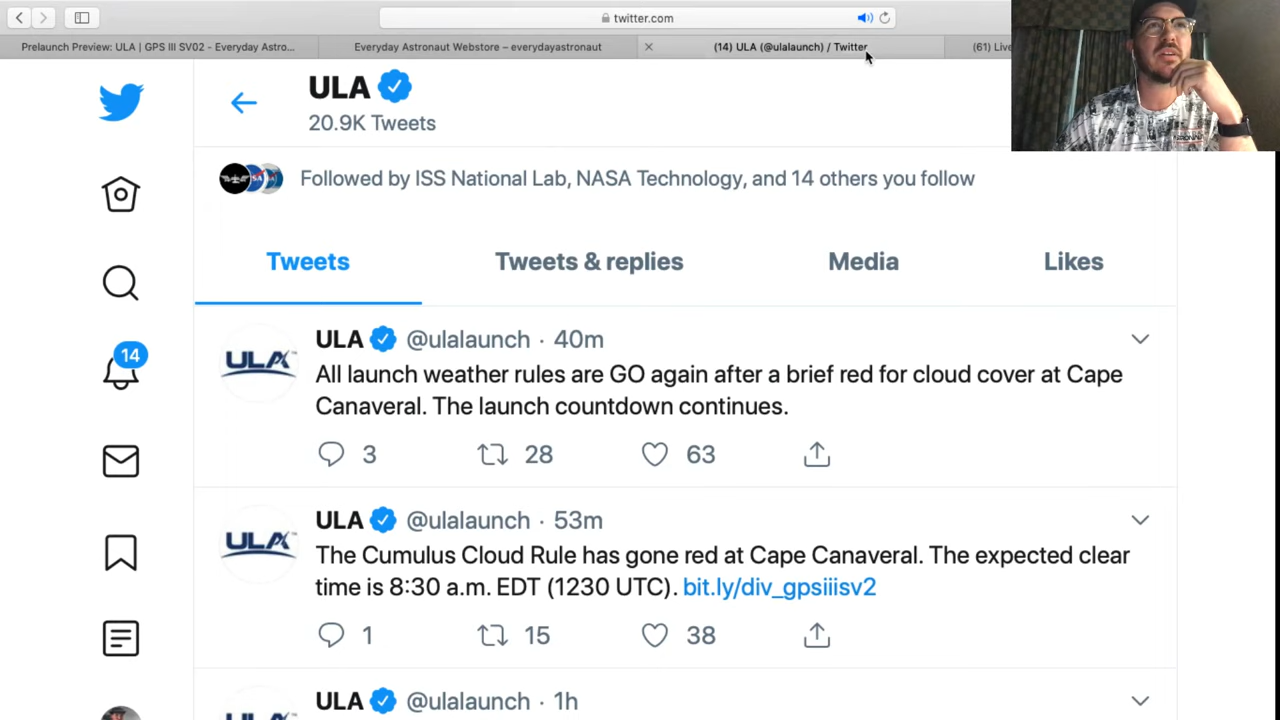 twitter.com
Prelaunch Preview: ULA | GPS III SV02 - Everyday Astro...
Everyday Astronaut Webstore – everydayastronaut
(14) ULA (@ulalaunch) / Twitter
(61) Live
ULA
20.9K Tweets
Followed by ISS National Lab, NASA Technology, and 14 others you follow
Tweets
Tweets & replies
Media
Likes
14
ULA @ulalaunch · 40m
ULA
All launch weather rules are GO again after a brief red for cloud cover at Cape
Canaveral. The launch countdown continues.
3 28 63
ULA @ulalaunch · 53m
ULA
The Cumulus Cloud Rule has gone red at Cape Canaveral. The expected clear
time is 8:30 a.m. EDT (1230 UTC). bit.ly/div_gpsiiisv2
1 15 38
ULA @ulalaunch · 1h
ULA